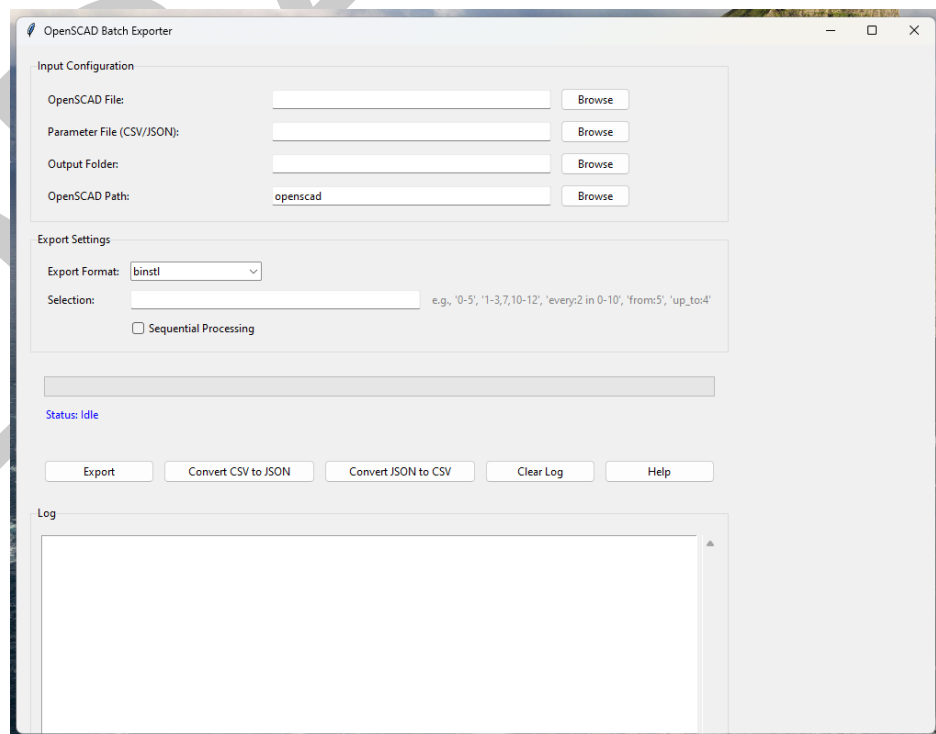 OpenSCAD Batch Exporter
Input Configuration
OpenSCAD File: Browse
Parameter File (CSV/JSON): Browse
Output Folder: Browse
OpenSCAD Path: openscad Browse
Export Settings
Export Format: binstl
Selection: e.g., '0-5', '1-3,7,10-12', 'every:2 in 0-10', 'from:5', 'up_to:4'
Sequential Processing
Status: Idle
Export Convert CSV to JSON Convert JSON to CSV Clear Log Help
Log